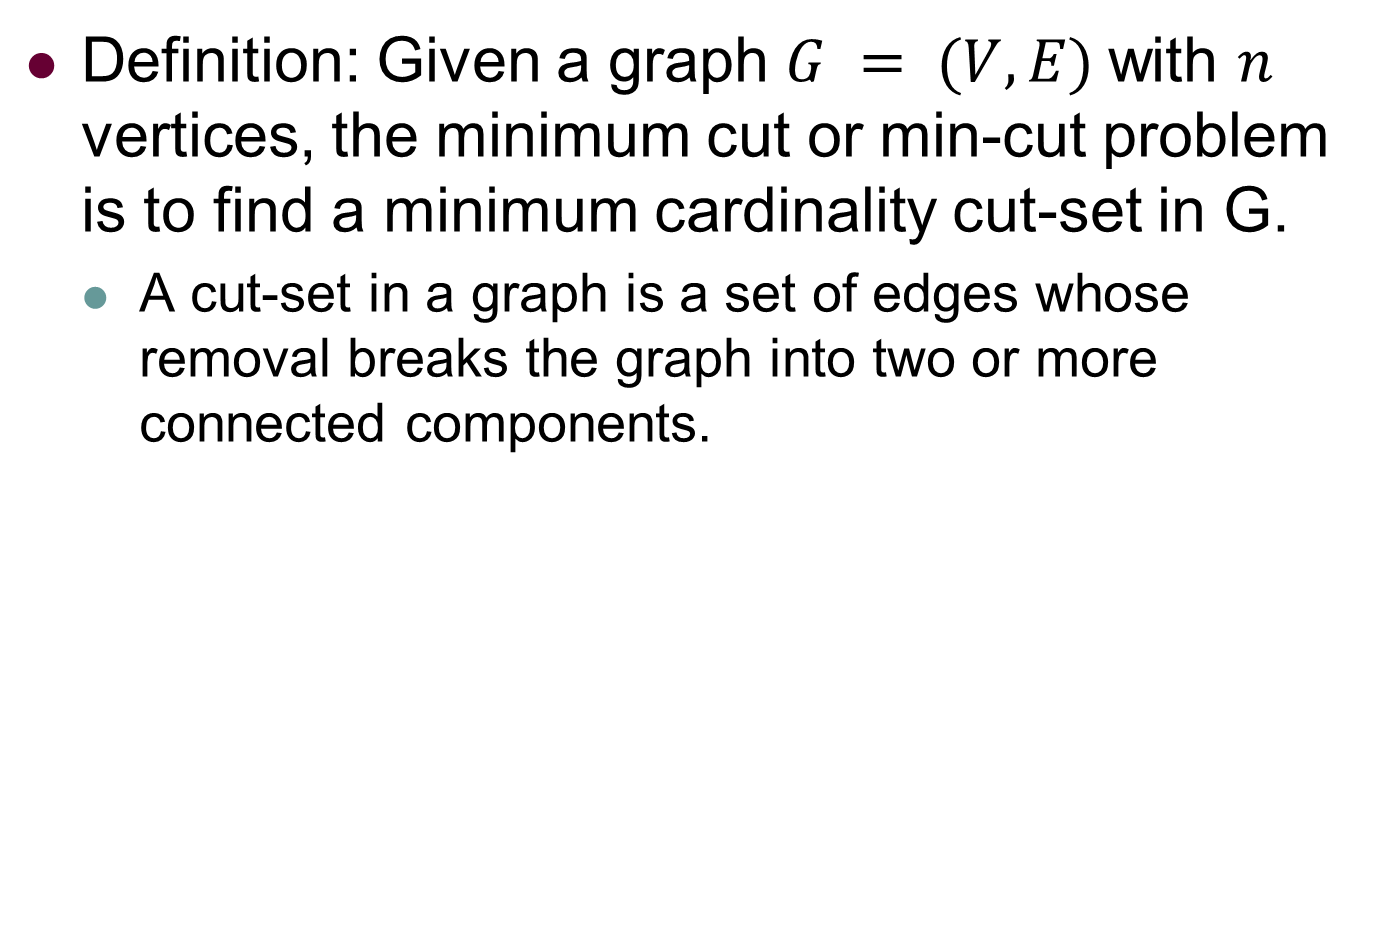 ● Definition: Given a graph G = (V, E) with n
vertices, the minimum cut or min-cut problem
is to find a minimum cardinality cut-set in G.
● A cut-set in a graph is a set of edges whose
removal breaks the graph into two or more
connected components.